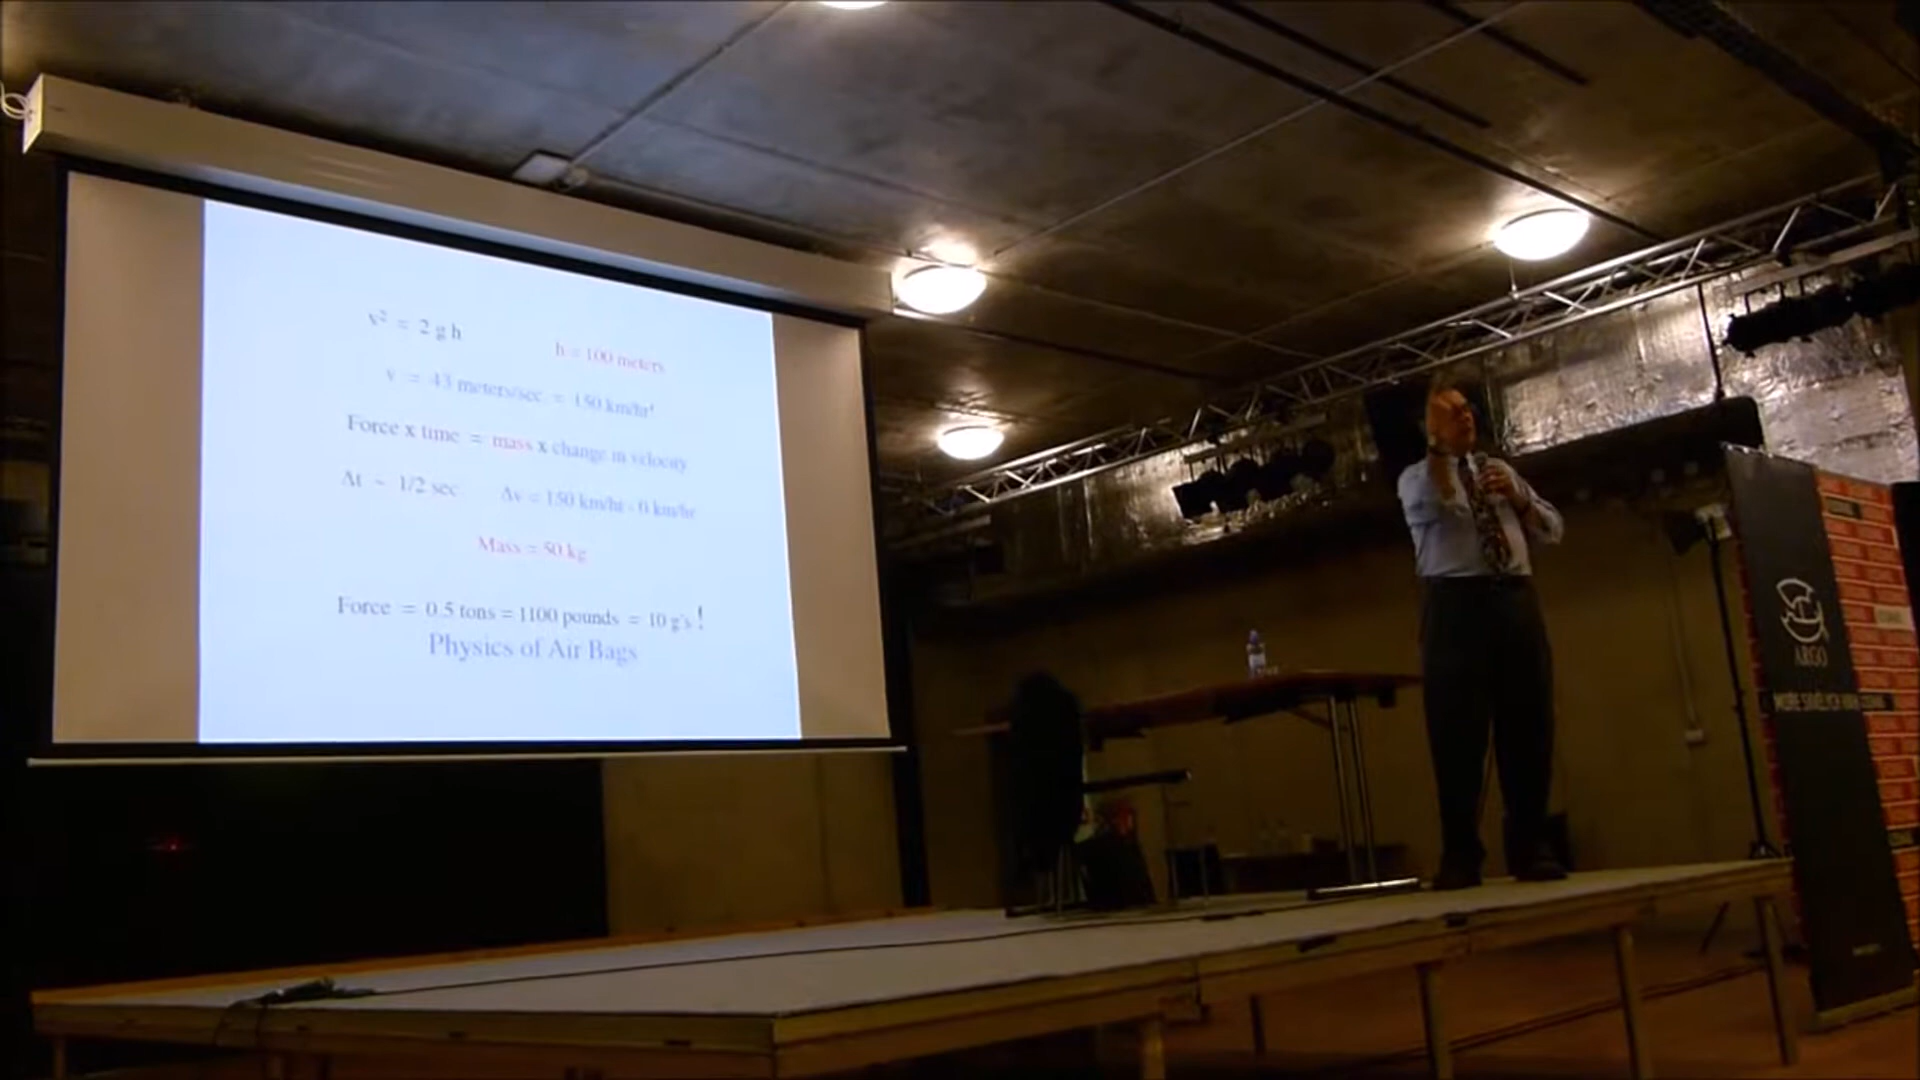 v² = 2 g h
h = 100 meters
v = 43 meters/sec = 150 km/hr!
Force x time = mass x change in velocity
Δt ~ 1/2 sec Δv = 150 km/hr - 0 km/hr
Mass = 50 kg
Force = 0.5 tons = 1100 pounds = 10 g's !
Physics of Air Bags
ARGO